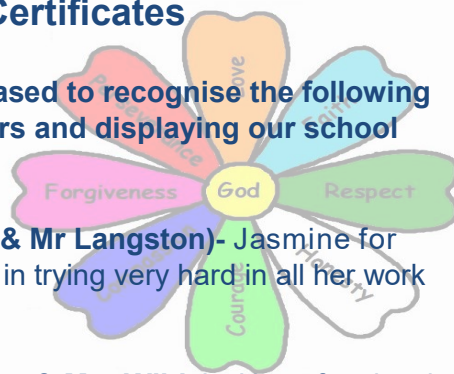 Certificates
ased to recognise the following
rs and displaying our school
& Mr Langston)- Jasmine for
in trying very hard in all her work
Love
Perseverance
Faith
Forgiveness
God
Respect
Compassion
Courage
Honesty